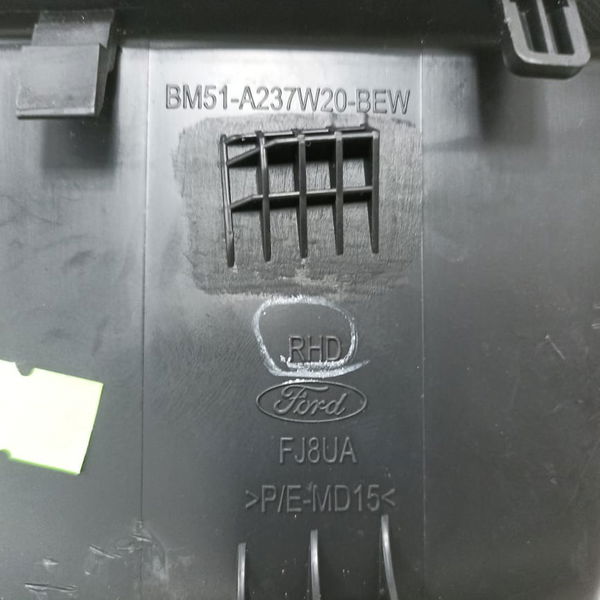 BM51-A237W20-BEW
RHD
Ford
FJ8UA
>P/E-MD15<